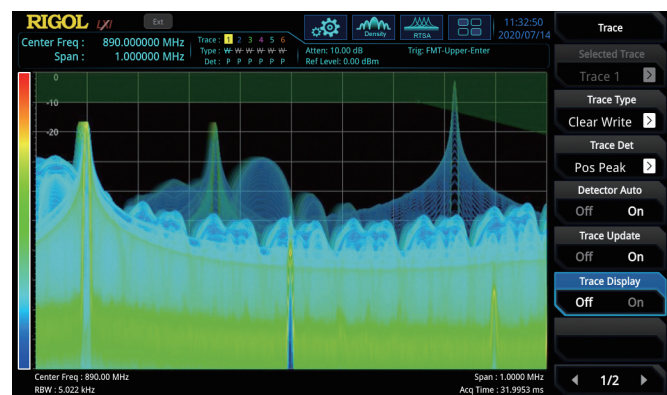 RIGOL LXI Ext
Center Freq : 890.000000 MHz
Span : 1.000000 MHz
Trace : 1 2 3 4 5 6
Type : W W W W W W
Det : P P P P P P
Density
RTSA
11:32:50
2020/07/14
Atten: 10.00 dB
Trig: FMT-Upper-Enter
Ref Level: 0.00 dBm
0
-10
-20
Center Freq : 890.00 MHz
Span : 1.0000 MHz
RBW : 5.022 kHz
Acq Time : 31.9953 ms
Trace
Selected Trace
Trace 1
Trace Type
Clear Write
Trace Det
Pos Peak
Detector Auto
Off On
Trace Update
Off On
Trace Display
Off On
1/2